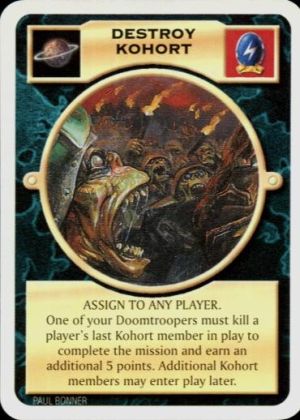 DESTROY
KOHORT
ASSIGN TO ANY PLAYER.
One of your Doomtroopers must kill a
player's last Kohort member in play to
complete the mission and earn an
additional 5 points. Additional Kohort
members may enter play later.
PAUL BONNER